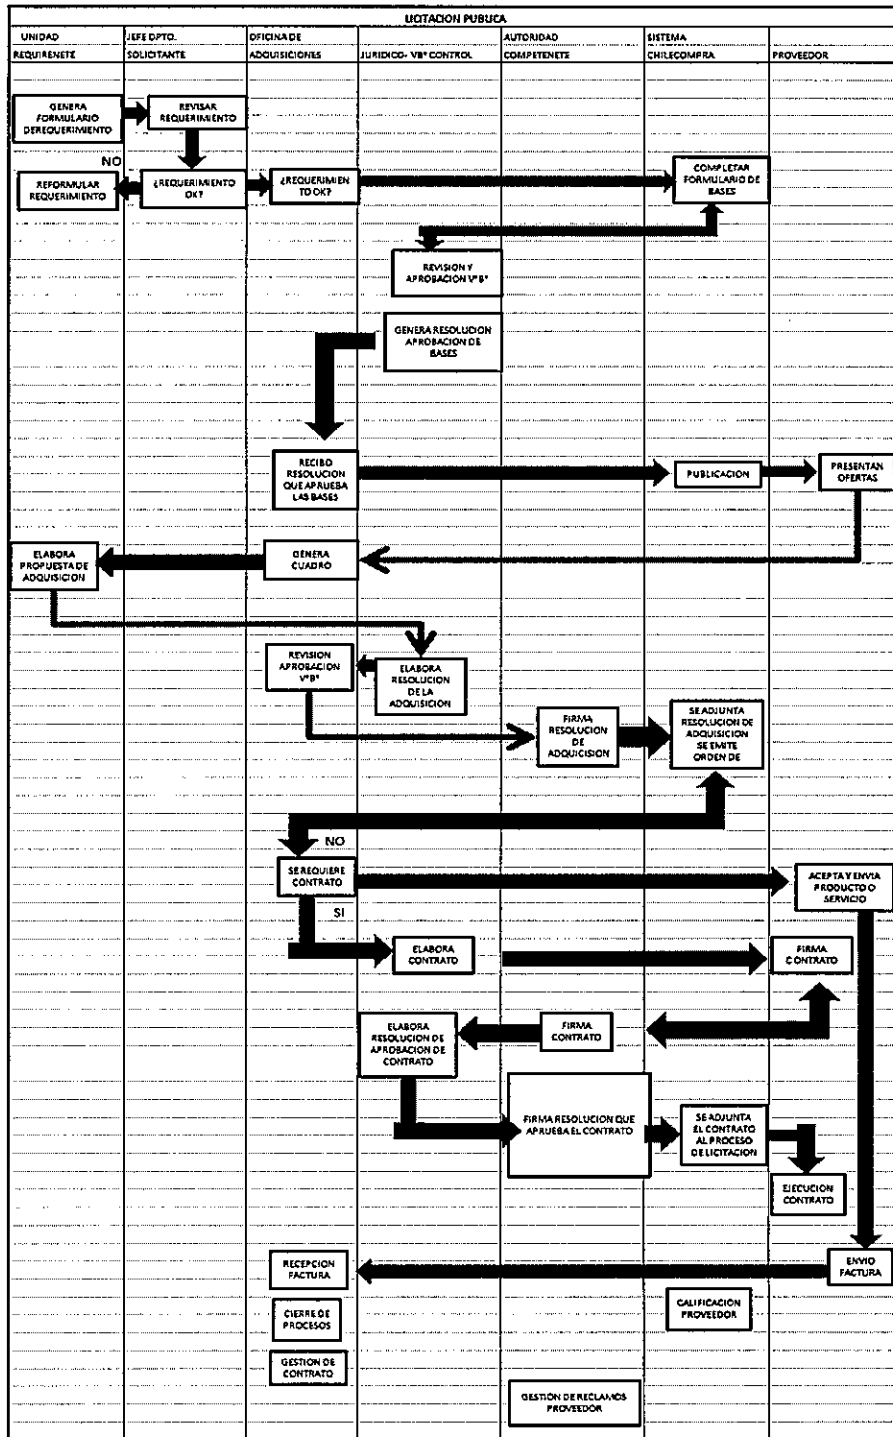 LICITACION PUBLICA
UNIDAD
REQUIRENETE
JEFE DPTO.
SOLICITANTE
OFICINA DE
ADQUISICIONES
JURIDICO- VB° CONTROL
AUTORIDAD
COMPETENETE
SISTEMA
CHILECOMPRA
PROVEEDOR
GENERA
FORMULARIO
DEREQUERIMIENTO
REVISAR
REQUERIMIENTO
NO
REFORMULAR
REQUERIMIENTO
¿REQUERIMIENTO
OK?
¿REQUERIMIEN
TO OK?
COMPLETAR
FORMULARIO DE
BASES
REVISION Y
APROBACION V°B°
GENERA RESOLUCION
APROBACION DE
BASES
RECIBO
RESOLUCION
QUE APRUEBA
LAS BASES
PUBLICACION
PRESENTAN
OFERTAS
ELABORA
PROPUESTA DE
ADQUISICION
GENERA
CUADRO
REVISION
APROBACION
V°B°
ELABORA
RESOLUCION
DE LA
ADQUISICION
FIRMA
RESOLUCION
DE
ADQUICISION
SE ADJUNTA
RESOLUCION DE
ADQUISICION
SE EMITE
ORDEN DE
NO
SE REQUIERE
CONTRATO
ACEPTA Y ENVIA
PRODUCTO O
SERVICIO
SI
ELABORA
CONTRATO
FIRMA
CONTRATO
ELABORA
RESOLUCION DE
APROBACION DE
CONTRATO
FIRMA
CONTRATO
FIRMA RESOLUCION QUE
APRUEBA EL CONTRATO
SE ADJUNTA
EL CONTRATO
AL PROCESO
DE LICITACION
EJECUCION
CONTRATO
RECEPCION
FACTURA
ENVIO
FACTURA
CIERRE DE
PROCESOS
CALIFICACION
PROVEEDOR
GESTION DE
CONTRATO
GESTION DE RECLAMOS
PROVEEDOR